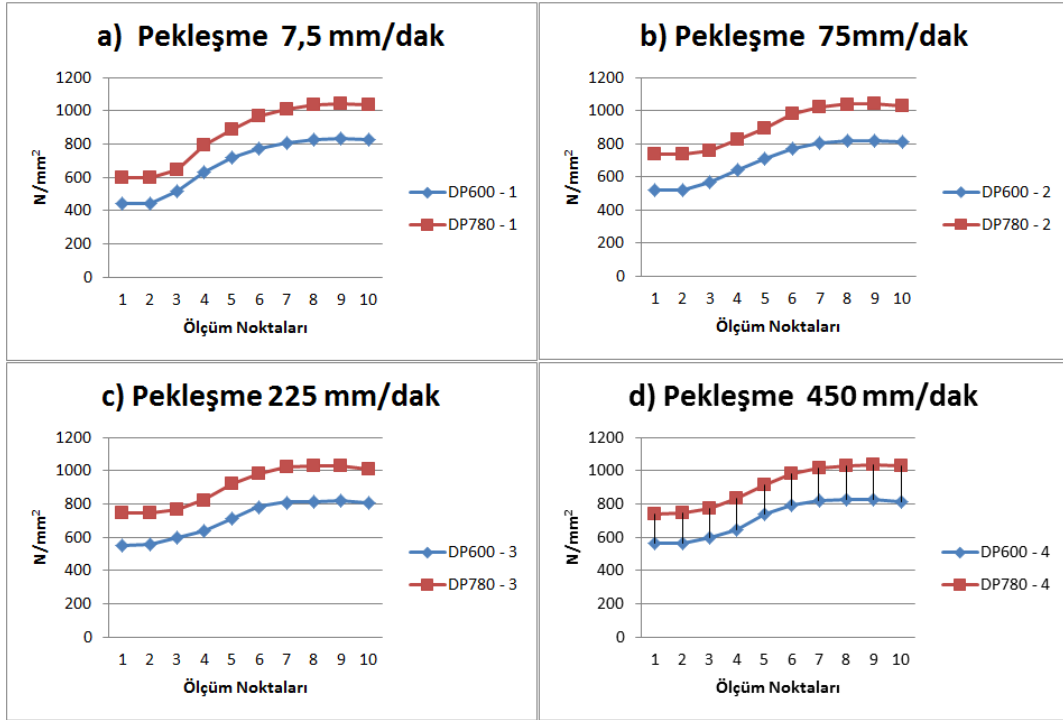 a) Pekleşme 7,5 mm/dak
1200
1000
800
600
400
200
0
N/mm²
1 2 3 4 5 6 7 8 9 10
Ölçüm Noktaları
DP600 - 1
DP780 - 1
b) Pekleşme 75mm/dak
1200
1000
800
600
400
200
0
N/mm²
1 2 3 4 5 6 7 8 9 10
Ölçüm Noktaları
DP600 - 2
DP780 - 2
c) Pekleşme 225 mm/dak
1200
1000
800
600
400
200
0
N/mm²
1 2 3 4 5 6 7 8 9 10
Ölçüm Noktaları
DP600 - 3
DP780 - 3
d) Pekleşme 450 mm/dak
1200
1000
800
600
400
200
0
N/mm²
1 2 3 4 5 6 7 8 9 10
Ölçüm Noktaları
DP600 - 4
DP780 - 4